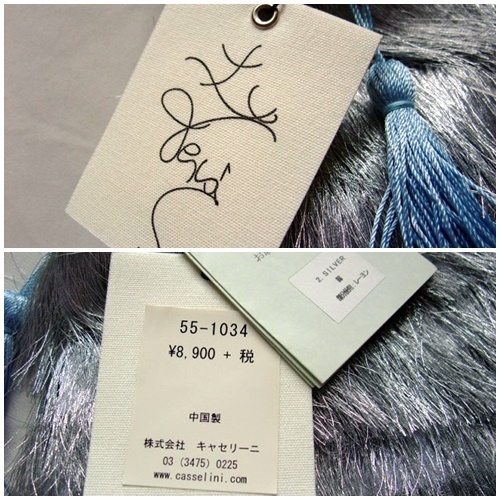 2.SILVER
55-1034
¥8,900 + 税
中国製
株式会社 キャセリーニ
03 (3475) 0225
www.casselini.com